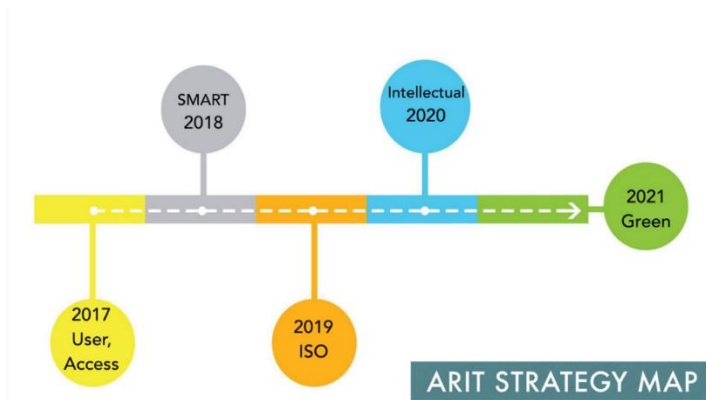 2017
User,
Access
SMART
2018
2019
ISO
Intellectual
2020
2021
Green
ARIT STRATEGY MAP